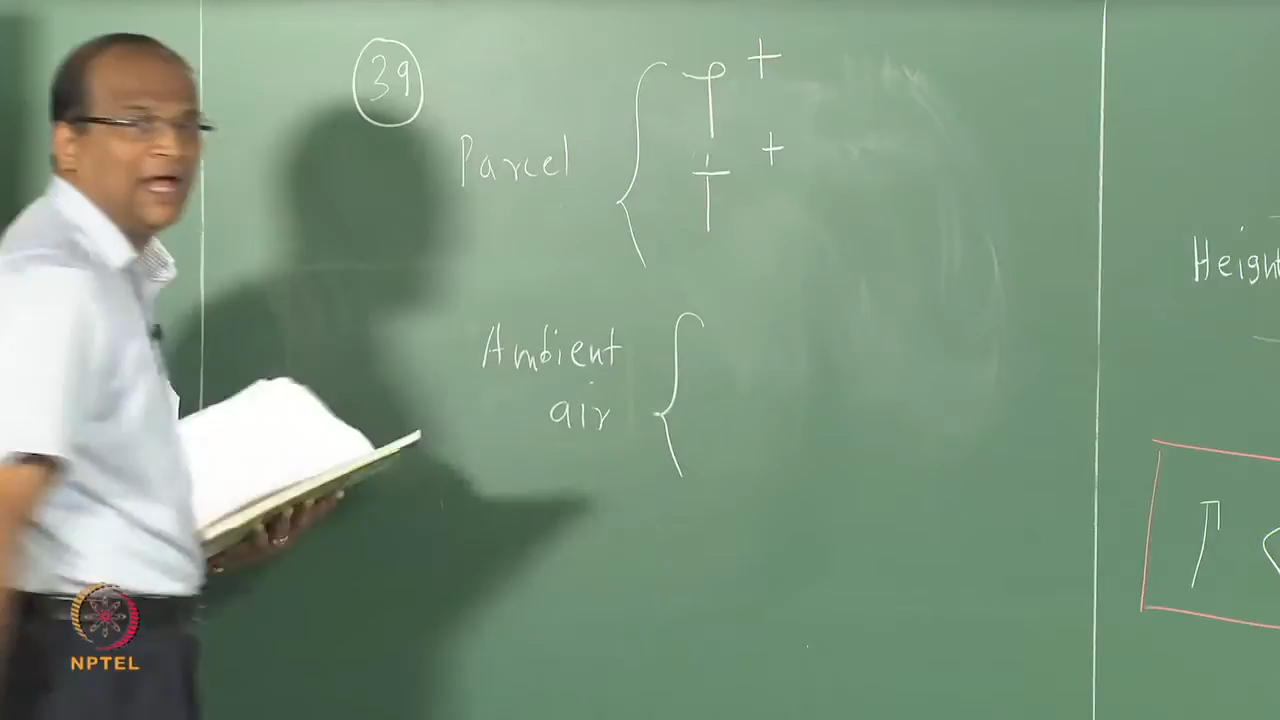 39
Parcel { P +
T +
Ambient
air {
Height
Γ <
NPTEL